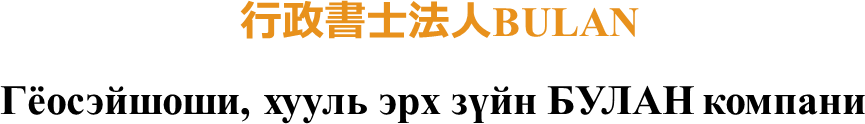 行政書士法人BULAN
Гёосэйшоши, хууль эрх зүйн БУЛАН компани